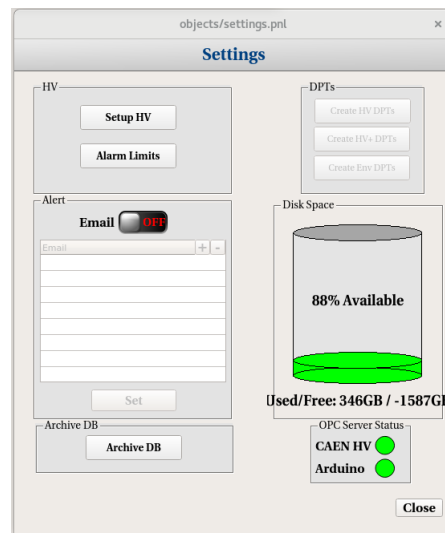 objects/settings.pnl
×
Settings
HV
Setup HV
Alarm Limits
DPTs
Create HV DPTs
Create HV+ DPTs
Create Env DPTs
Alert
Email OFF
Email + -
Set
Disk Space
88% Available
Used/Free: 346GB / -1587G
Archive DB
Archive DB
OPC Server Status
CAEN HV
Arduino
Close